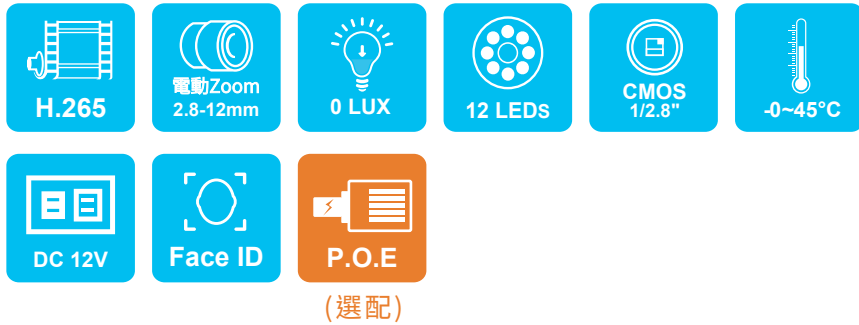 H.265
電動Zoom
2.8-12mm
0 LUX
12 LEDs
CMOS
1/2.8"
-0~45°C
DC 12V
Face ID
P.O.E
(選配)